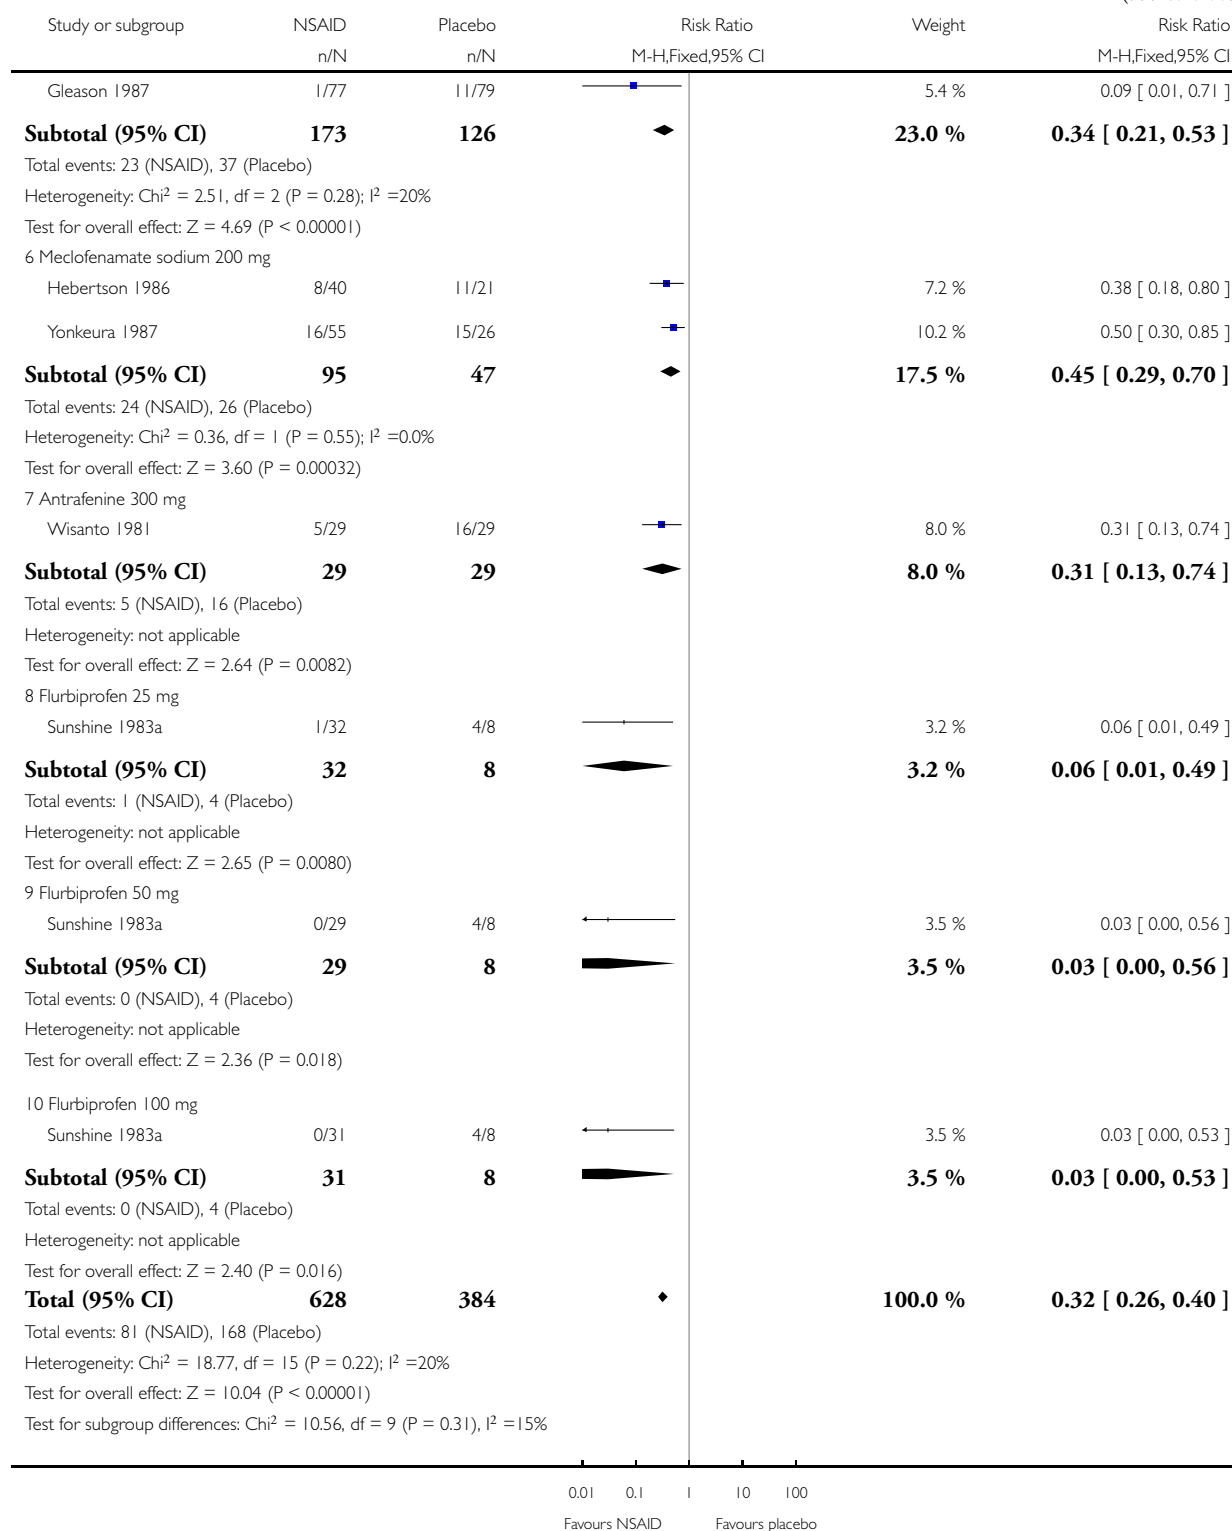 Study or subgroup NSAID Placebo Risk Ratio Weight Risk Ratio
n/N n/N M-H,Fixed,95% CI M-H,Fixed,95% CI
Gleason 1987 1/77 11/79 5.4 % 0.09 [ 0.01, 0.71 ]
Subtotal (95% CI) 173 126 23.0 % 0.34 [ 0.21, 0.53 ]
Total events: 23 (NSAID), 37 (Placebo)
Heterogeneity: Chi² = 2.51, df = 2 (P = 0.28); I² =20%
Test for overall effect: Z = 4.69 (P < 0.00001)
6 Meclofenamate sodium 200 mg
Hebertson 1986 8/40 11/21 7.2 % 0.38 [ 0.18, 0.80 ]
Yonkeura 1987 16/55 15/26 10.2 % 0.50 [ 0.30, 0.85 ]
Subtotal (95% CI) 95 47 17.5 % 0.45 [ 0.29, 0.70 ]
Total events: 24 (NSAID), 26 (Placebo)
Heterogeneity: Chi² = 0.36, df = 1 (P = 0.55); I² =0.0%
Test for overall effect: Z = 3.60 (P = 0.00032)
7 Antrafenine 300 mg
Wisanto 1981 5/29 16/29 8.0 % 0.31 [ 0.13, 0.74 ]
Subtotal (95% CI) 29 29 8.0 % 0.31 [ 0.13, 0.74 ]
Total events: 5 (NSAID), 16 (Placebo)
Heterogeneity: not applicable
Test for overall effect: Z = 2.64 (P = 0.0082)
8 Flurbiprofen 25 mg
Sunshine 1983a 1/32 4/8 3.2 % 0.06 [ 0.01, 0.49 ]
Subtotal (95% CI) 32 8 3.2 % 0.06 [ 0.01, 0.49 ]
Total events: 1 (NSAID), 4 (Placebo)
Heterogeneity: not applicable
Test for overall effect: Z = 2.65 (P = 0.0080)
9 Flurbiprofen 50 mg
Sunshine 1983a 0/29 4/8 3.5 % 0.03 [ 0.00, 0.56 ]
Subtotal (95% CI) 29 8 3.5 % 0.03 [ 0.00, 0.56 ]
Total events: 0 (NSAID), 4 (Placebo)
Heterogeneity: not applicable
Test for overall effect: Z = 2.36 (P = 0.018)
10 Flurbiprofen 100 mg
Sunshine 1983a 0/31 4/8 3.5 % 0.03 [ 0.00, 0.53 ]
Subtotal (95% CI) 31 8 3.5 % 0.03 [ 0.00, 0.53 ]
Total events: 0 (NSAID), 4 (Placebo)
Heterogeneity: not applicable
Test for overall effect: Z = 2.40 (P = 0.016)
Total (95% CI) 628 384 100.0 % 0.32 [ 0.26, 0.40 ]
Total events: 81 (NSAID), 168 (Placebo)
Heterogeneity: Chi² = 18.77, df = 15 (P = 0.22); I² =20%
Test for overall effect: Z = 10.04 (P < 0.00001)
Test for subgroup differences: Chi² = 10.56, df = 9 (P = 0.31), I² =15%
0.01 0.1 1 10 100
Favours NSAID Favours placebo